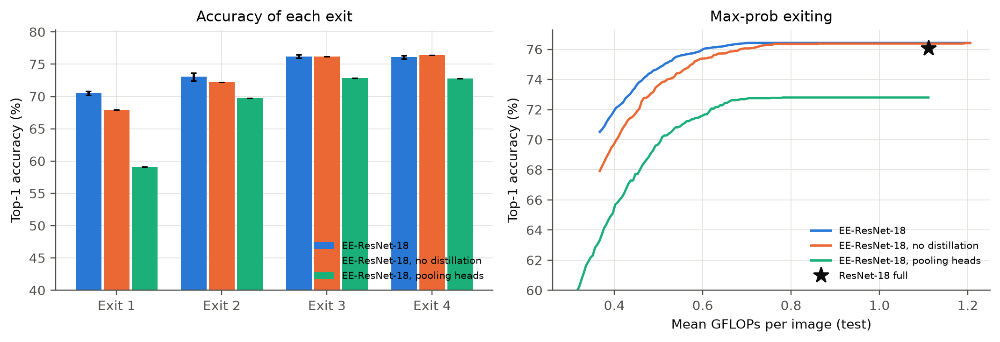 Accuracy of each exit
Top-1 accuracy (%)
80
75
70
65
60
55
50
45
40
Exit 1
Exit 2
Exit 3
Exit 4
EE-ResNet-18
EE-ResNet-18, no distillation
EE-ResNet-18, pooling heads
Max-prob exiting
Top-1 accuracy (%)
76
74
72
70
68
66
64
62
60
0.4
0.6
0.8
1.0
1.2
Mean GFLOPs per image (test)
EE-ResNet-18
EE-ResNet-18, no distillation
EE-ResNet-18, pooling heads
ResNet-18 full